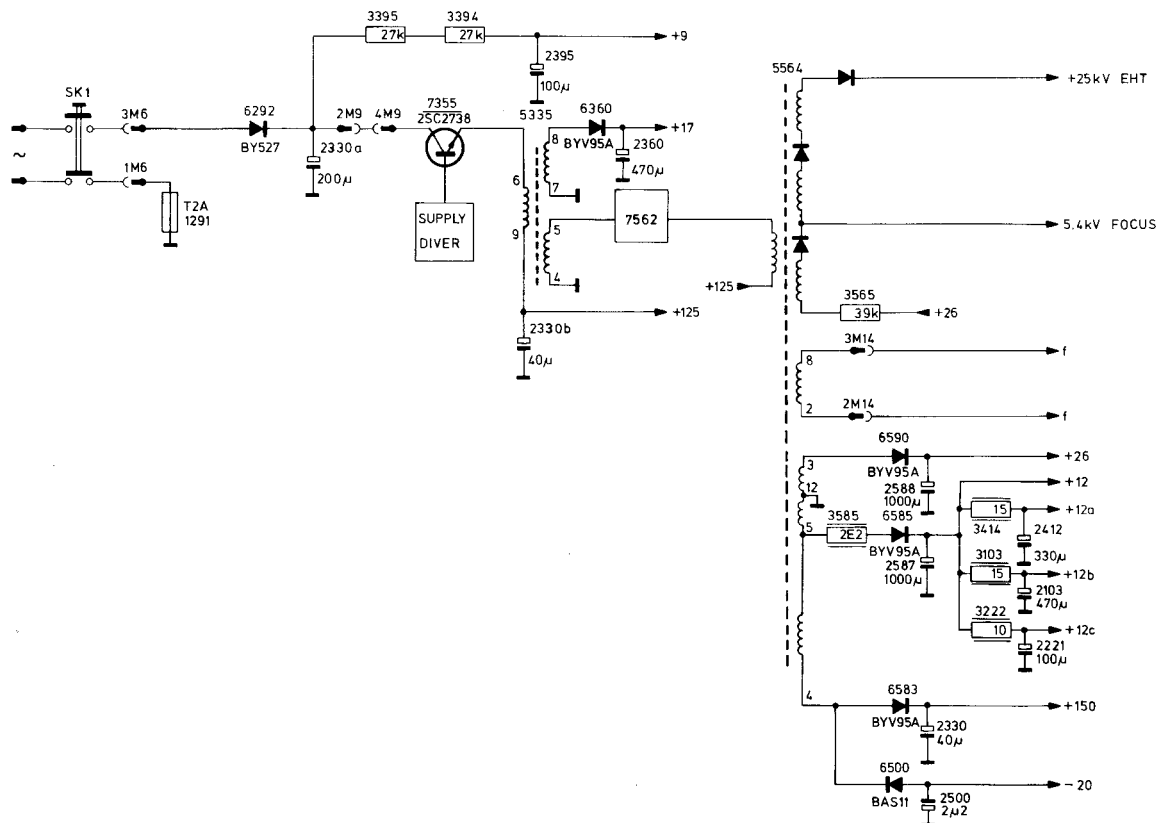 3395
27k
3394
27k
+9
2395
100µ
SK1
3M6
6292
BY527
2M9
4M9
7355
2SC2738
5335
6360
BYV95A
+17
2360
470µ
2330a
200µ
~
1M6
T2A
1291
SUPPLY
DIVER
6
9
8
7
5
4
7562
+125
+125
2330b
40µ
5564
+25kV EHT
5,4kV FOCUS
3565
39k
+26
8
3M14
f
2
2M14
f
3
12
5
6590
BYV95A
+26
2588
1000µ
3585
2E2
6585
BYV95A
2587
1000µ
+12
15
3414
+12a
2412
330µ
3103
15
+12b
2103
470µ
3222
10
+12c
2221
100µ
4
6583
BYV95A
+150
2330
40µ
6500
BAS11
-20
2500
2µ2